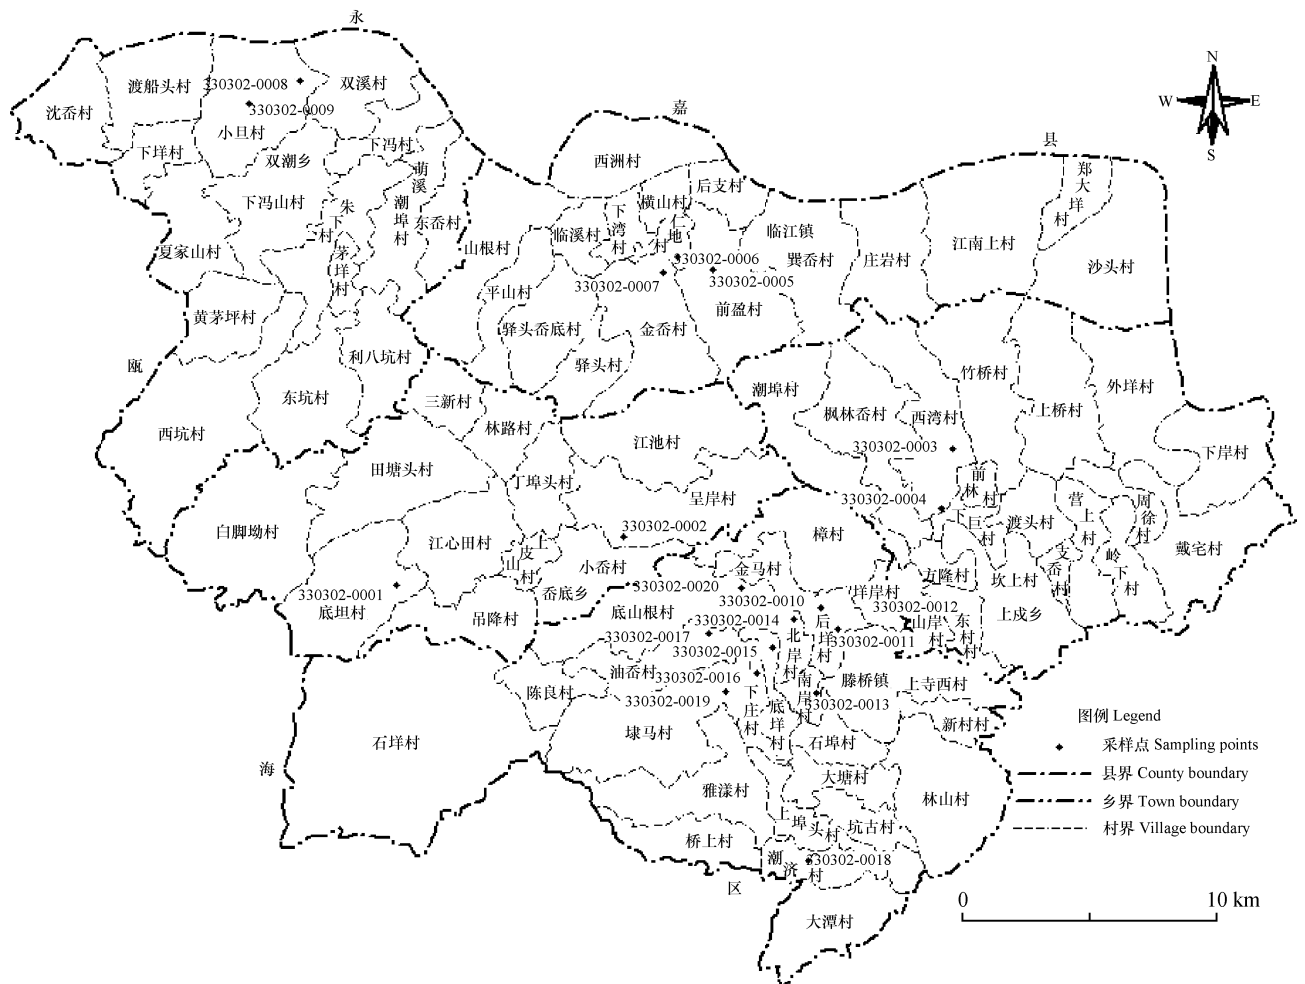 永
嘉
县
瓯
海
区
N
W
E
S
沈岙村
渡船头村
330302-0008
330302-0009
双溪村
小旦村
下垟村
双潮乡
下冯村
萌溪
下冯山村
朱下村
潮埠村
东岙村
茅垟村
夏家山村
黄茅坪村
利八坑村
东坑村
西坑村
西洲村
后支村
横山村
下湾村
仁地村
临溪村
山根村
临江镇
巽岙村
庄岩村
江南上村
郑大垟村
沙头村
330302-0006
330302-0005
330302-0007
平山村
前盈村
驿头岙底村
金岙村
驿头村
潮埠村
枫林岙村
西湾村
竹桥村
上桥村
外垟村
下岸村
330302-0003
330302-0004
前林村
下巨村
渡头村
营上村
周徐村
戴宅村
支岙村
岭下村
方隆村
坎上村
上戍乡
三新村
林路村
江池村
田塘头村
丁埠头村
呈岸村
白脚坳村
330302-0002
江心田村
上皮山村
小岙村
岙底乡
330302-0001
底坦村
吊隆村
樟村
金马村
330302-0020
330302-0010
垟岸村
330302-0012
底山根村
330302-0014
后垟村
山岸村
东村村
330302-0017
330302-0011
330302-0015
北岸村
油岙村
330302-0016
滕桥镇
上寺西村
陈良村
330302-0019
下庄村
底垟村
南岸村
330302-0013
新村村
石垟村
埭马村
石埠村
大塘村
雅漾村
林山村
上埠头村
坑古村
桥上村
潮济村
330302-0018
大潭村
图例 Legend
采样点 Sampling points
县界 County boundary
乡界 Town boundary
村界 Village boundary
0
10 km